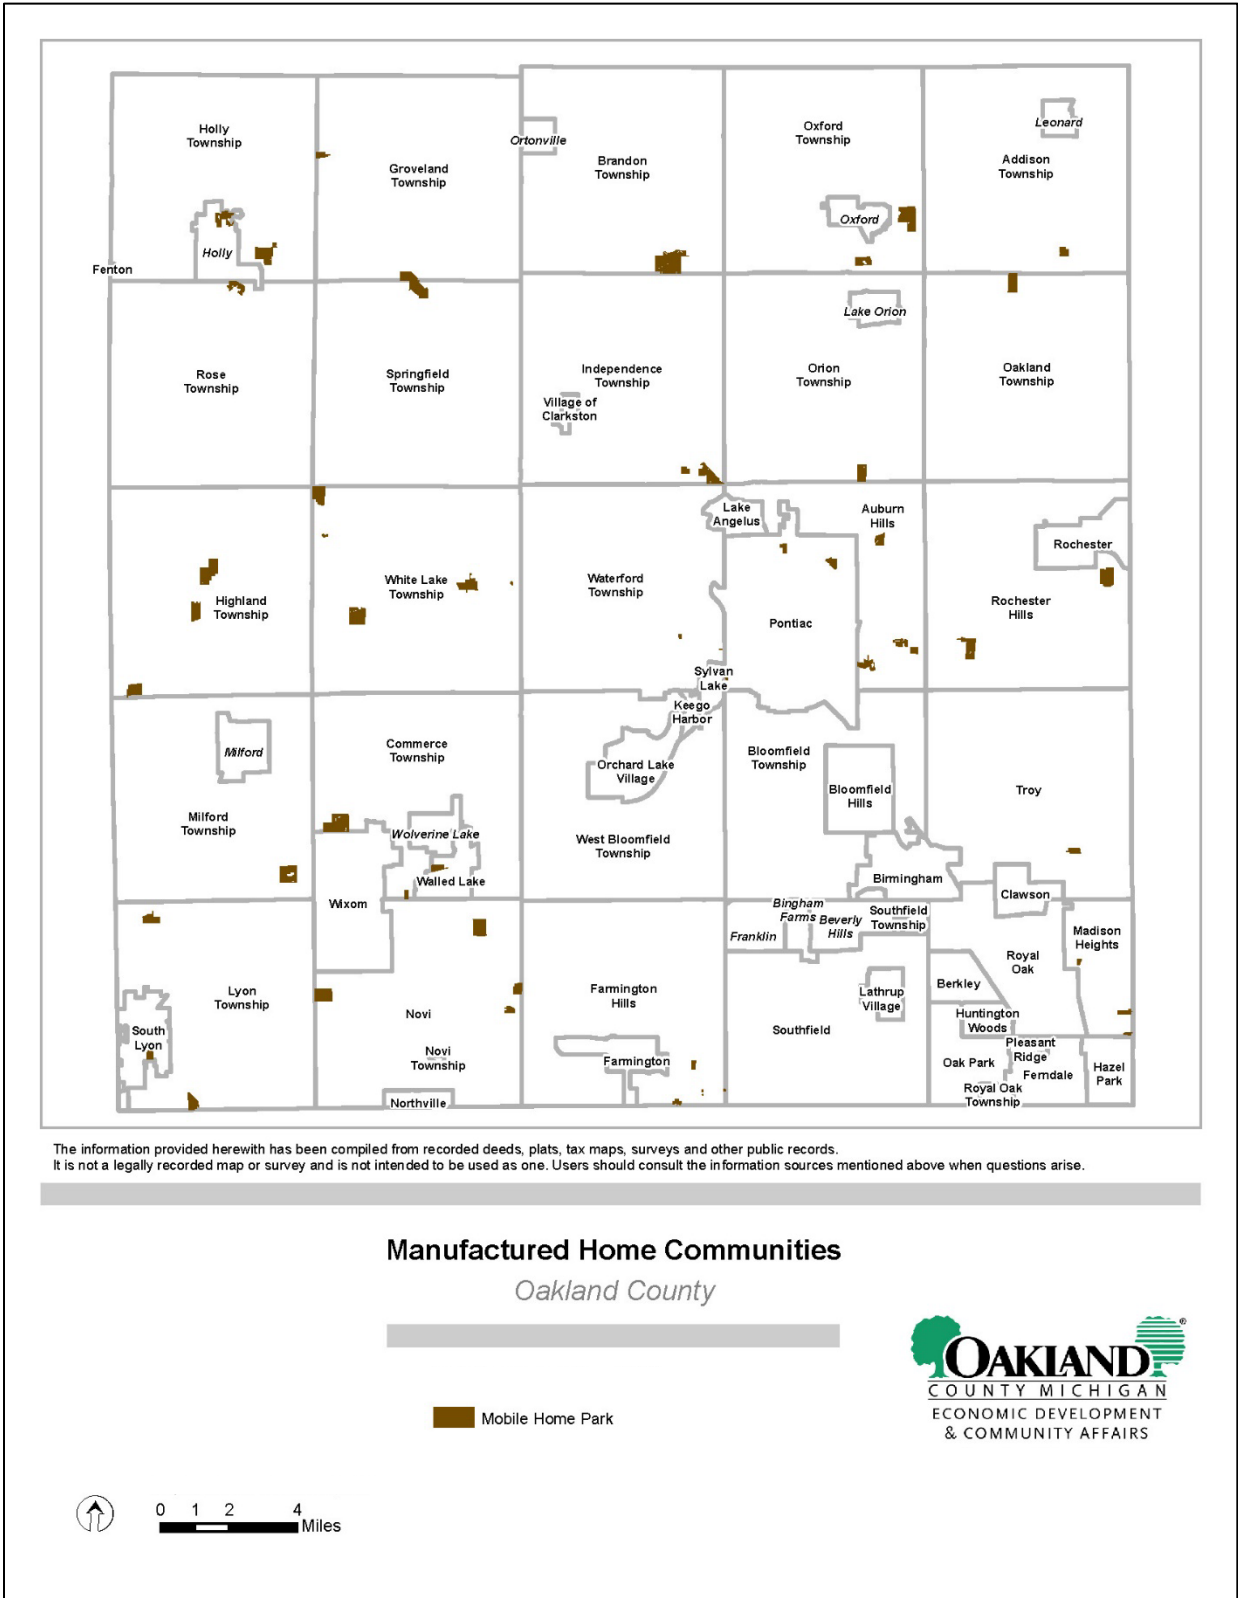 Holly
Township
Groveland
Township
Ortonville
Brandon
Township
Oxford
Township
Leonard
Addison
Township
Oxford
Holly
Fenton
Lake Orion
Rose
Township
Springfield
Township
Independence
Township
Village of
Clarkston
Orion
Township
Oakland
Township
Lake
Angelus
Auburn
Hills
Rochester
Highland
Township
White Lake
Township
Waterford
Township
Pontiac
Rochester
Hills
Sylvan
Lake
Keego
Harbor
Milford
Commerce
Township
Orchard Lake
Village
Bloomfield
Township
Bloomfield
Hills
Troy
Milford
Township
Wolverine Lake
West Bloomfield
Township
Walled Lake
Birmingham
Clawson
Wixom
Bingham
Farms
Beverly
Hills
Southfield
Township
Franklin
Madison
Heights
Royal
Oak
Lyon
Township
Novi
Farmington
Hills
Lathrup
Village
Berkley
Southfield
Huntington
Woods
South
Lyon
Novi
Township
Farmington
Oak Park
Pleasant
Ridge
Ferndale
Hazel
Park
Royal Oak
Township
Northville
The information provided herewith has been compiled from recorded deeds, plats, tax maps, surveys and other public records.
It is not a legally recorded map or survey and is not intended to be used as one. Users should consult the information sources mentioned above when questions arise.
Manufactured Home Communities
Oakland County
OAKLAND®
COUNTY MICHIGAN
ECONOMIC DEVELOPMENT
& COMMUNITY AFFAIRS
Mobile Home Park
0 1 2 4
Miles